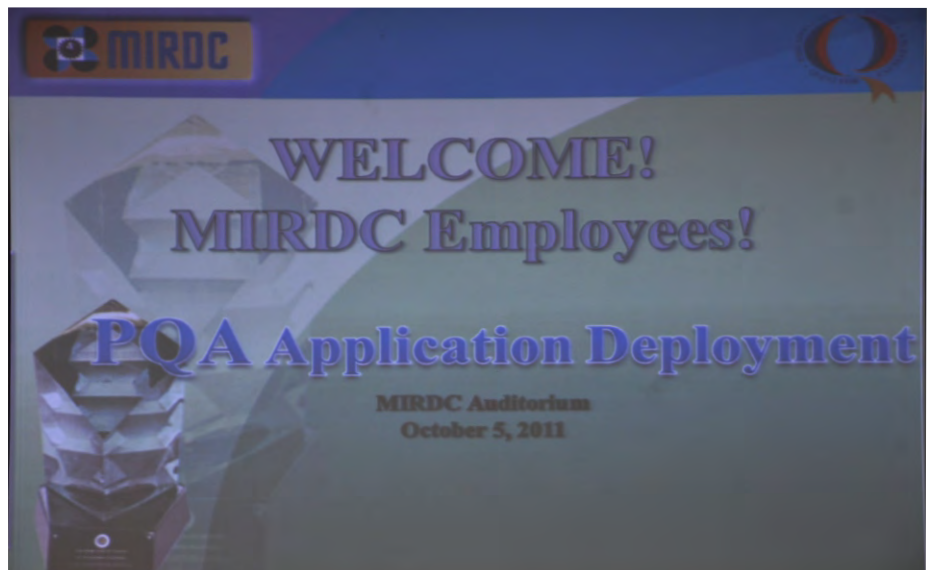 MIRDC
WELCOME!
MIRDC Employees!
PQA Application Deployment
MIRDC Auditorium
October 5, 2011